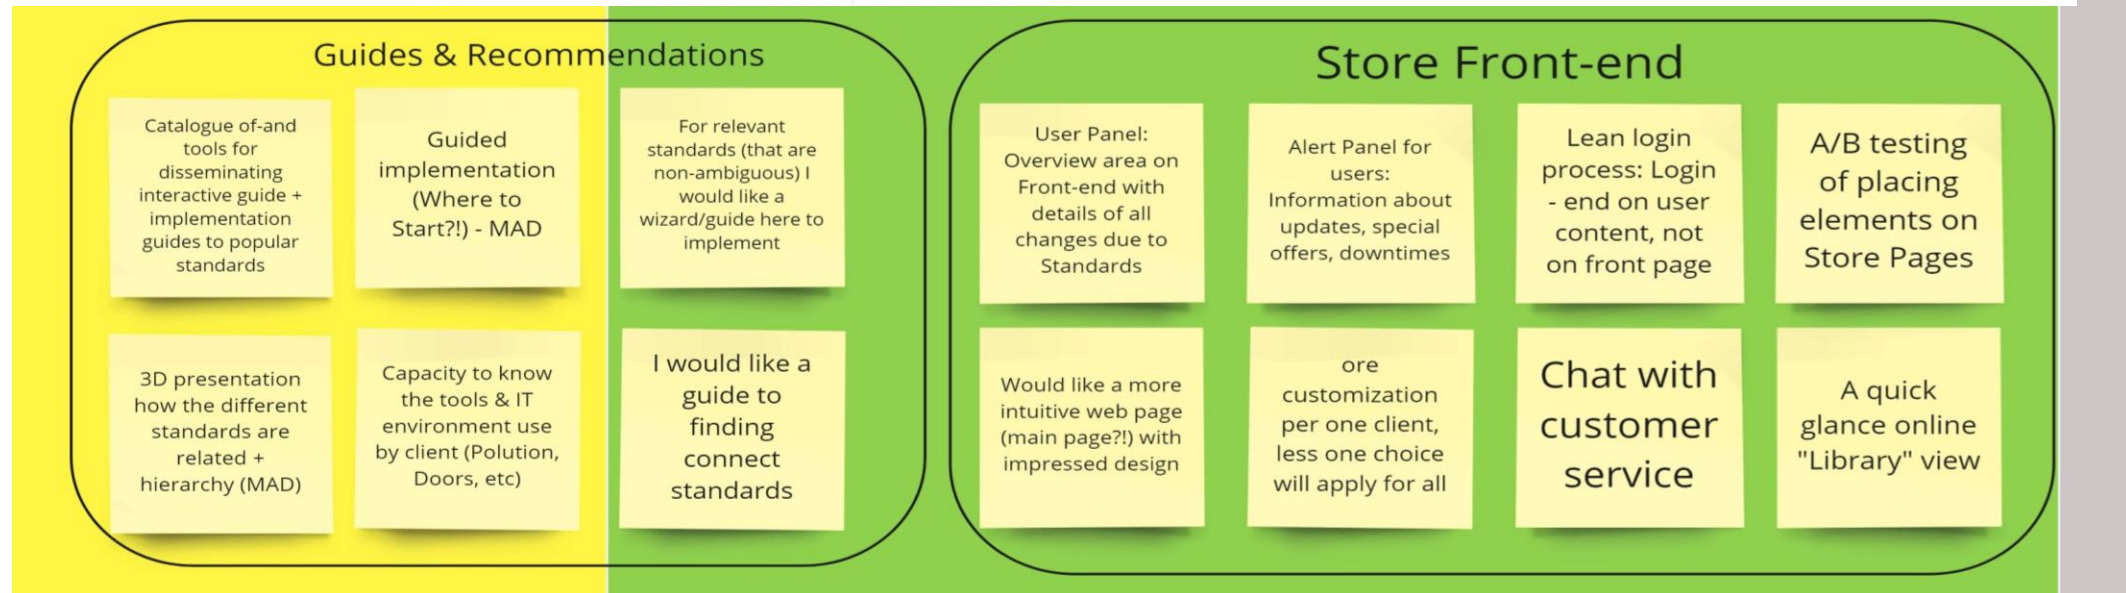 Guides & Recommendations
Catalogue of-and
tools for
disseminating
interactive guide +
implementation
guides to popular
standards
Guided
implementation
(Where to
Start?!) - MAD
For relevant
standards (that are
non-ambiguous) I
would like a
wizard/guide here to
implement
3D presentation
how the different
standards are
related +
hierarchy (MAD)
Capacity to know
the tools & IT
environment use
by client (Polution,
Doors, etc)
I would like a
guide to
finding
connect
standards
Store Front-end
User Panel:
Overview area on
Front-end with
details of all
changes due to
Standards
Alert Panel for
users:
Information about
updates, special
offers, downtimes
Lean login
process: Login
- end on user
content, not
on front page
A/B testing
of placing
elements on
Store Pages
Would like a more
intuitive web page
(main page?!) with
impressed design
ore
customization
per one client,
less one choice
will apply for all
Chat with
customer
service
A quick
glance online
"Library" view